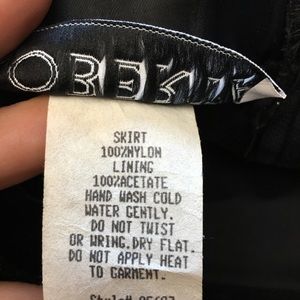 SKIRT
100%NYLON
LINING
100%ACETATE
HAND WASH COLD
WATER GENTLY.
DO NOT TWIST
OR WRING.DRY FLAT.
DO NOT APPLY HEAT
TO GARMENT.
Style#